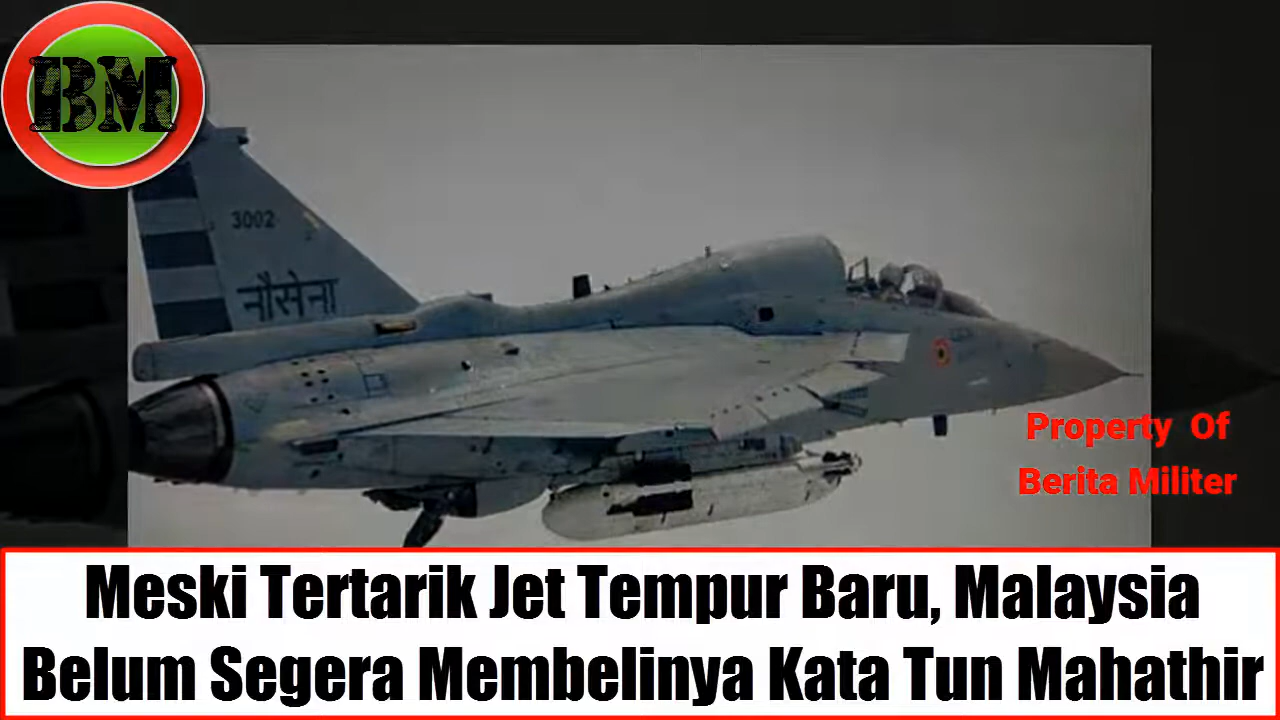 BM
3002
नौसेना
Property Of
Berita Militer
Meski Tertarik Jet Tempur Baru, Malaysia
Belum Segera Membelinya Kata Tun Mahathir